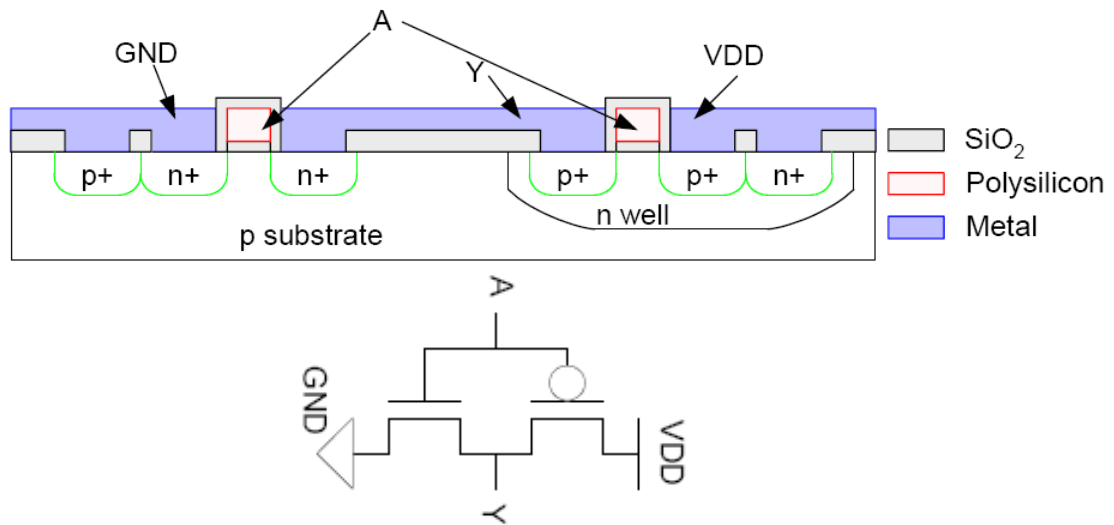 A
GND
Y
VDD
p+ n+ n+ p+ p+ n+
n well
p substrate
SiO₂
Polysilicon
Metal
A
GND
VDD
Y